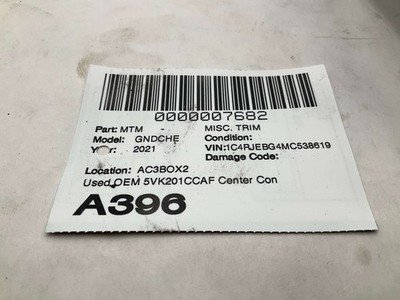 0000007682
Part: MTM - MISC. TRIM
Model: GNDCHE Condition:
Year: 2021 VIN:1C4RJEBG4MC538619
Damage Code:
Location: AC3BOX2
Used OEM 5VK201CCAF Center Con
A396